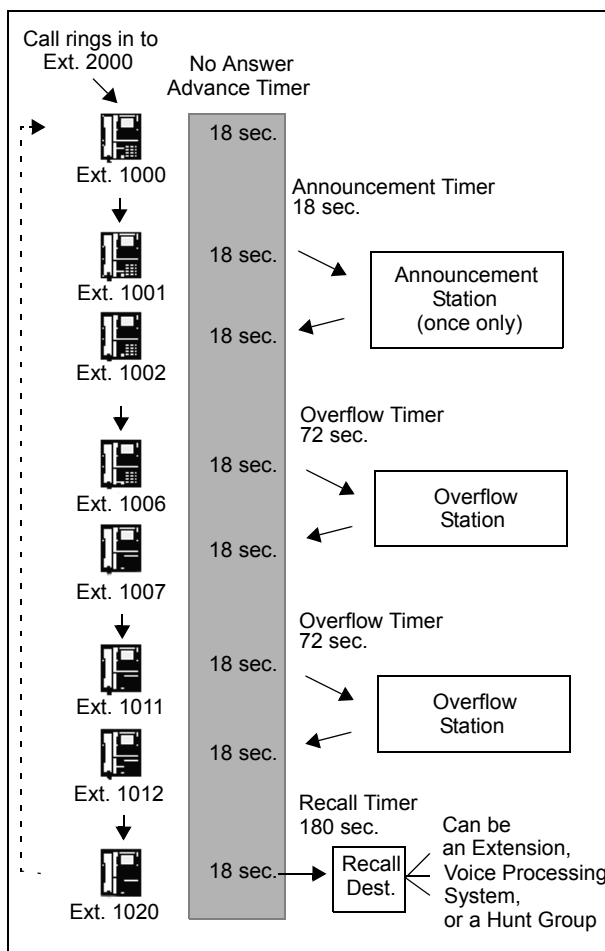 Call rings in to
Ext. 2000
No Answer
Advance Timer
18 sec.
Ext. 1000
Announcement Timer
18 sec.
18 sec.
Ext. 1001
Announcement
Station
(once only)
18 sec.
Ext. 1002
Overflow Timer
72 sec.
18 sec.
Ext. 1006
Overflow
Station
18 sec.
Ext. 1007
Overflow Timer
72 sec.
18 sec.
Ext. 1011
Overflow
Station
18 sec.
Ext. 1012
Recall Timer
180 sec.
18 sec.
Ext. 1020
Recall
Dest.
Can be
an Extension,
Voice Processing
System,
or a Hunt Group